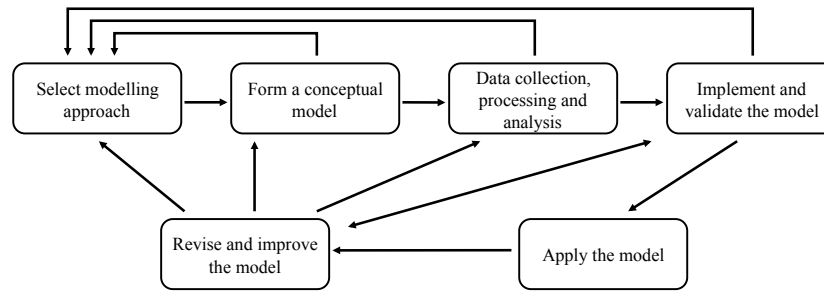 Select modelling
approach
Form a conceptual
model
Data collection,
processing and
analysis
Implement and
validate the model
Revise and improve
the model
Apply the model